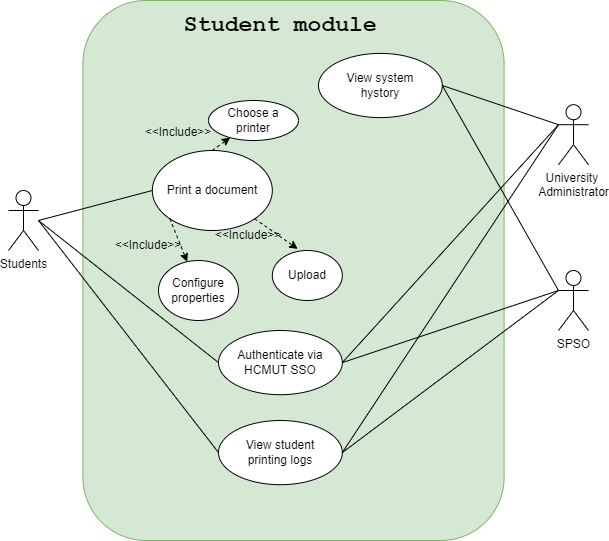 Student module
View system
hystory
Choose a
printer
<<Include>>
Print a document
University
Administrator
Students
<<Include>>
<<Include>>
Configure
properties
Upload
Authenticate via
HCMUT SSO
SPSO
View student
printing logs